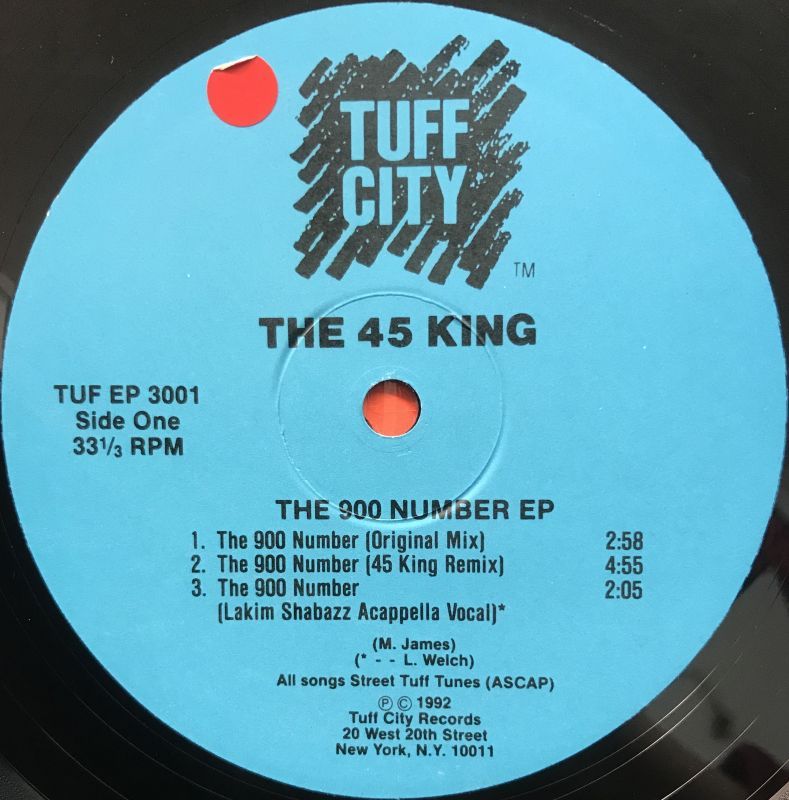 TUFF
CITY
TM
THE 45 KING
TUF EP 3001
Side One
33 1/3 RPM
THE 900 NUMBER EP
1. The 900 Number (Original Mix) 2:58
2. The 900 Number (45 King Remix) 4:55
3. The 900 Number 2:05
(Lakim Shabazz Acappella Vocal)*
(M. James)
(* - - L. Welch)
All songs Street Tuff Tunes (ASCAP)
Ⓟ © 1992
Tuff City Records
20 West 20th Street
New York, N.Y. 10011